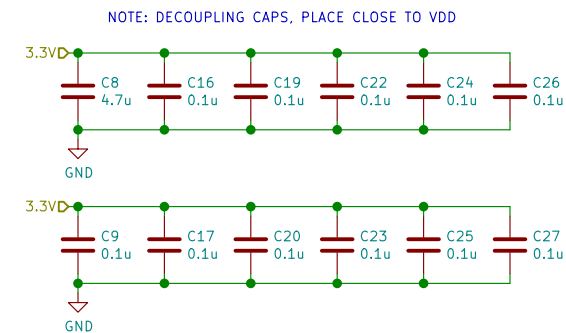 NOTE: DECOUPLING CAPS, PLACE CLOSE TO VDD
3.3V
C8 C16 C19 C22 C24 C26
4.7u 0.1u 0.1u 0.1u 0.1u 0.1u
GND
3.3V
C9 C17 C20 C23 C25 C27
0.1u 0.1u 0.1u 0.1u 0.1u 0.1u
GND